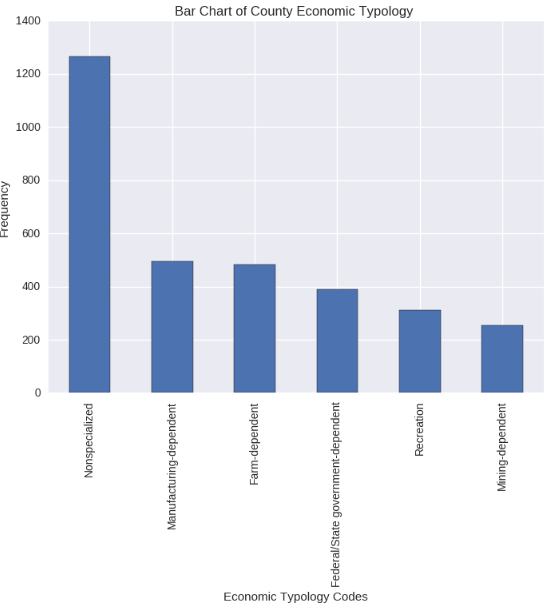 Bar Chart of County Economic Typology
1400
1200
1000
800
600
400
200
0
Frequency
Nonspecialized
Manufacturing-dependent
Farm-dependent
Federal/State government-dependent
Recreation
Mining-dependent
Economic Typology Codes